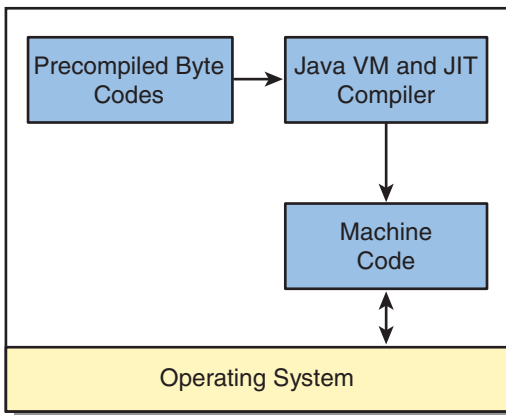 Precompiled Byte
Codes
Java VM and JIT
Compiler
Machine
Code
Operating System